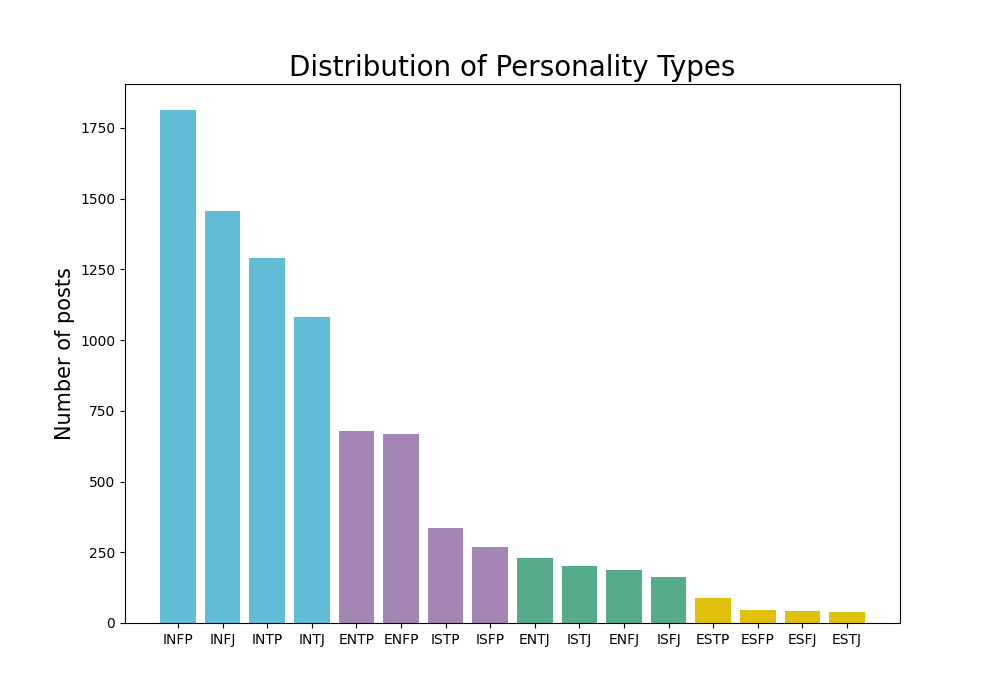 Distribution of Personality Types
Number of posts
1750
1500
1250
1000
750
500
250
0
INFP INFJ INTP INTJ ENTP ENFP ISTP ISFP ENTJ ISTJ ENFJ ISFJ ESTP ESFP ESFJ ESTJ